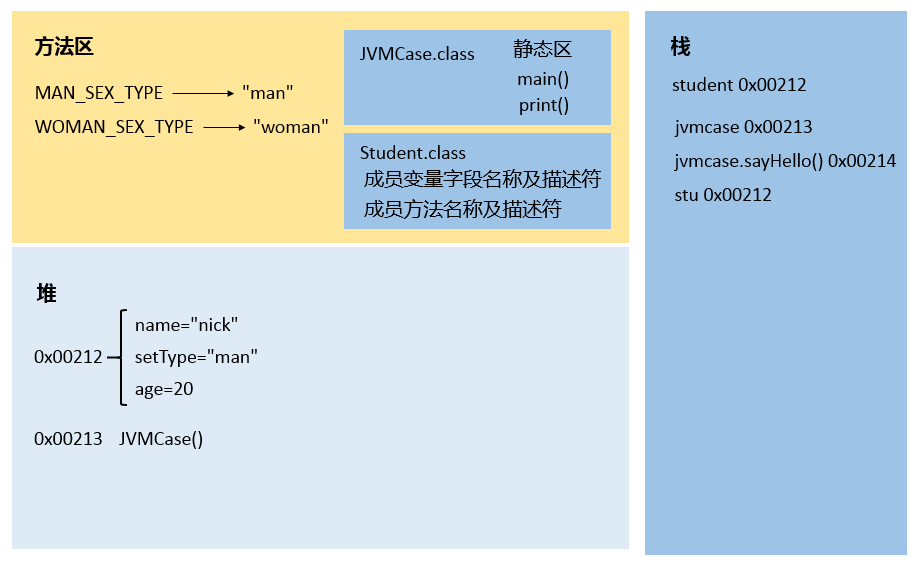 方法区
MAN_SEX_TYPE "man"
WOMAN_SEX_TYPE "woman"
JVMCase.class 静态区
main()
print()
Student.class
成员变量字段名称及描述符
成员方法名称及描述符
栈
student 0x00212
jvmcase 0x00213
jvmcase.sayHello() 0x00214
stu 0x00212
堆
name="nick"
0x00212 setType="man"
age=20
0x00213 JVMCase()